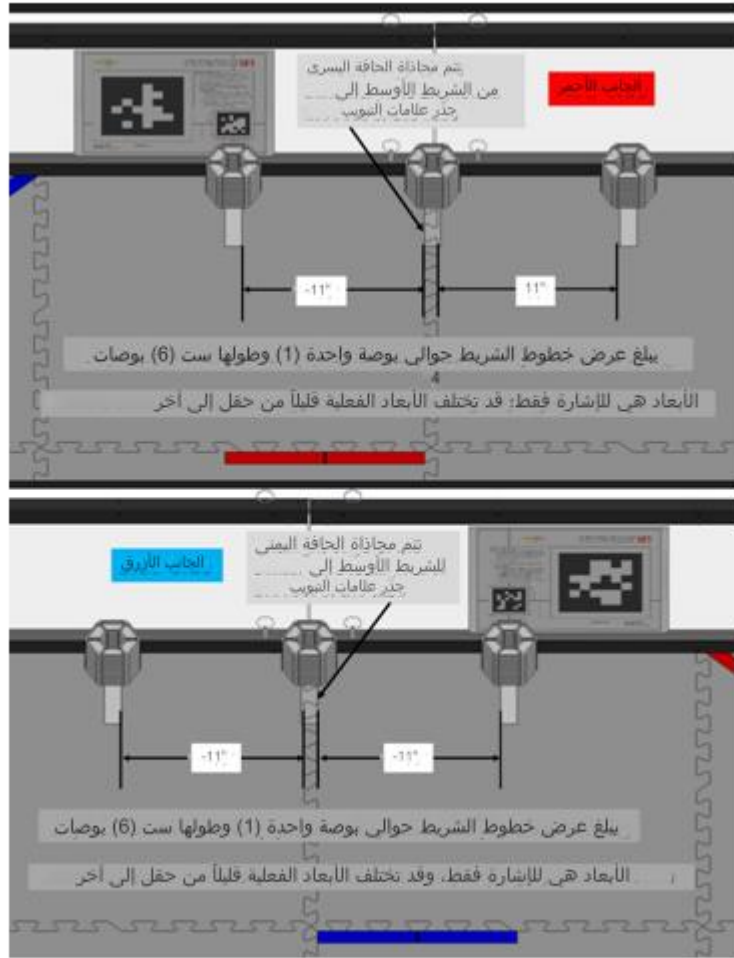 يتم محاذاة الحافة اليسرى
من الشريط الأوسط إلى
جذر علامات التبويب
الجانب الأحمر
-11"
11"
يبلغ عرض خطوط الشريط حوالي بوصة واحدة (1) وطولها ست (6) بوصات
4
الأبعاد هي للإشارة فقط؛ قد تختلف الأبعاد الفعلية قليلاً من حقل إلى آخر
تتم محاذاة الحافة اليمنى
للشريط الأوسط إلى
جذر علامات التبويب
الجانب الأزرق
-11"
-11"
يبلغ عرض خطوط الشريط حوالي بوصة واحدة (1) وطولها ست (6) بوصات
الأبعاد هي للإشارة فقط، وقد تختلف الأبعاد الفعلية قليلاً من حقل إلى آخر